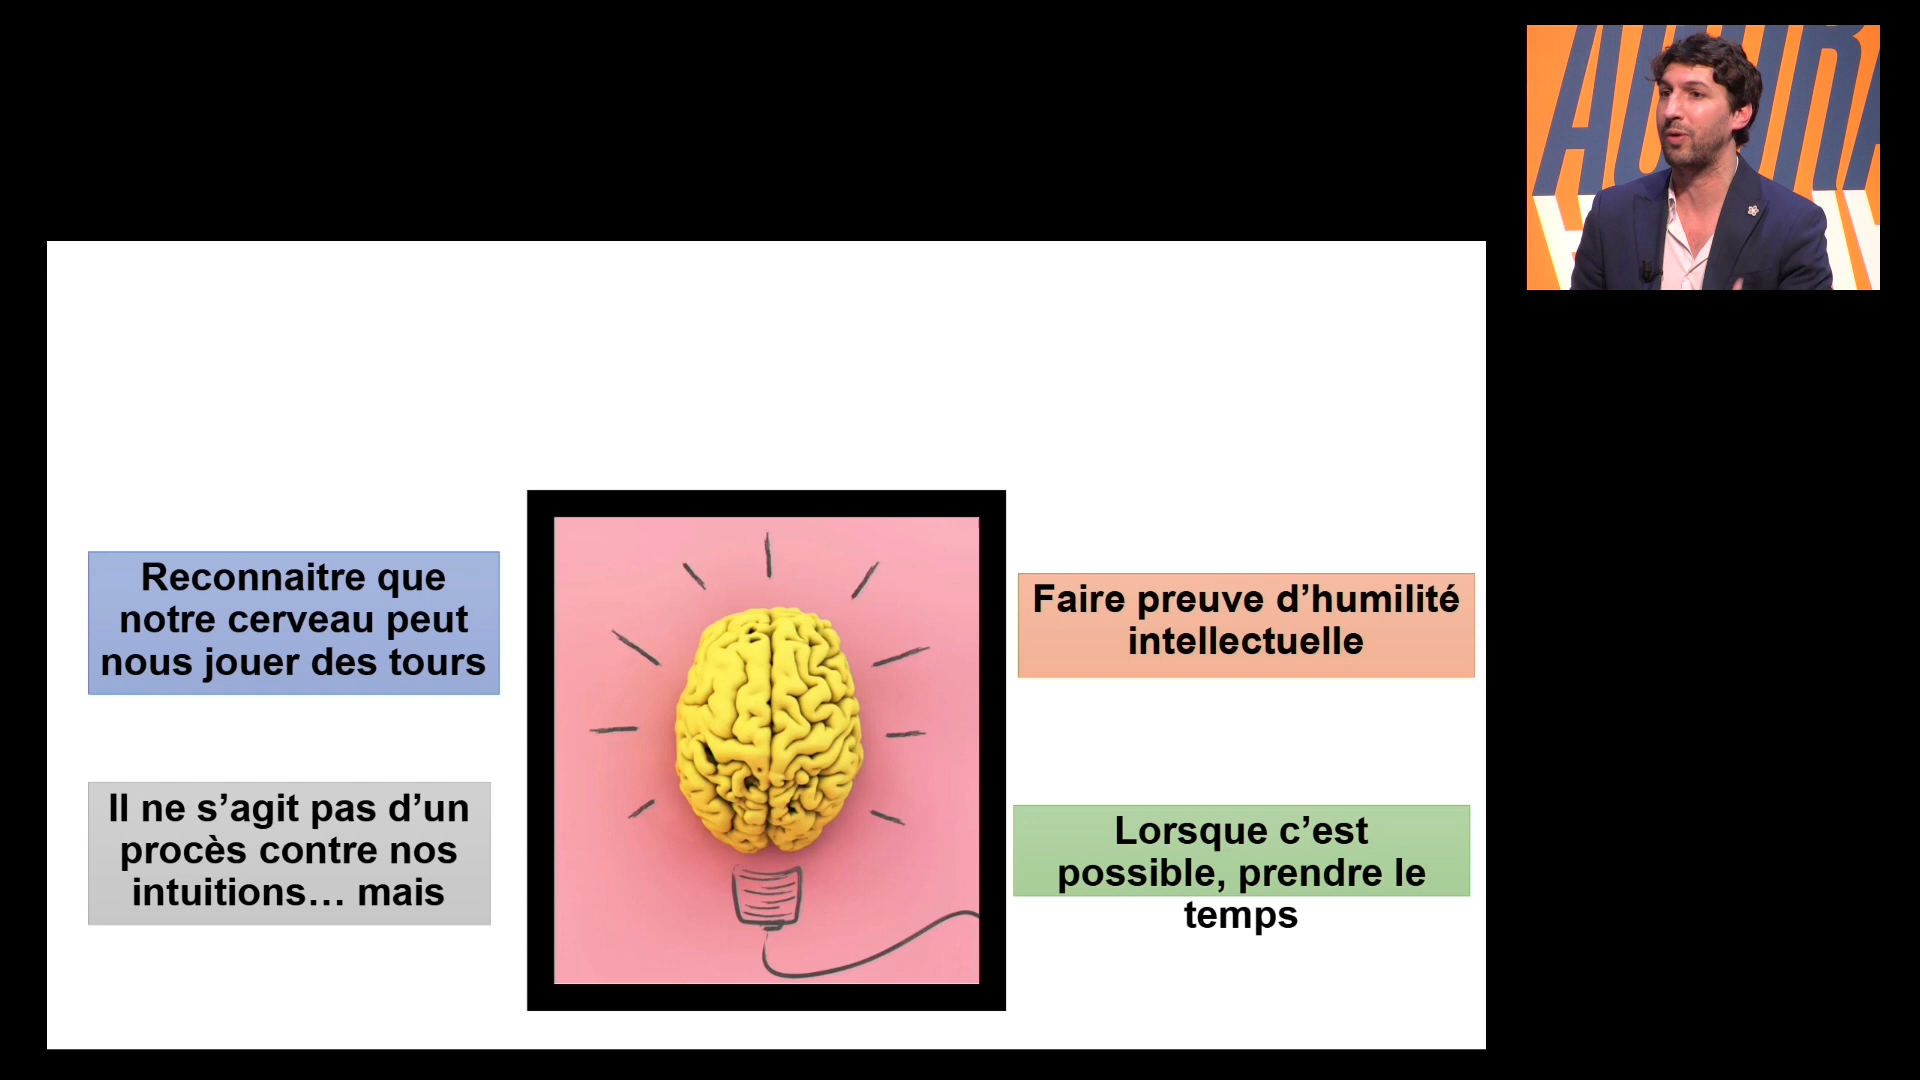 Reconnaitre que
notre cerveau peut
nous jouer des tours
Il ne s’agit pas d’un
procès contre nos
intuitions… mais
Faire preuve d’humilité
intellectuelle
Lorsque c’est
possible, prendre le
temps